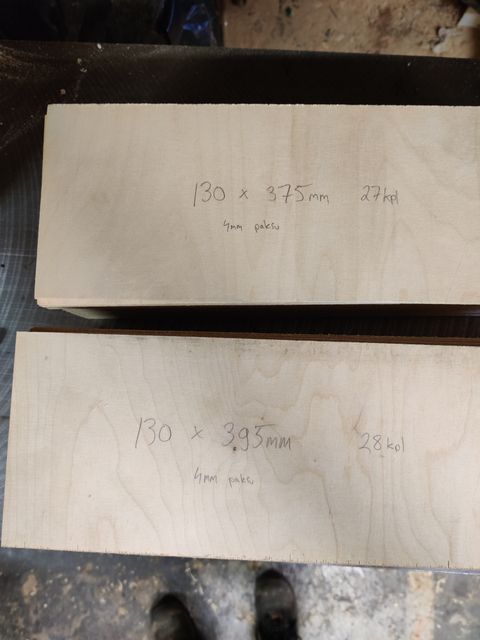 130 x 375mm 27kpl
4mm paksu
130 x 395mm 28kpl
4mm paksu